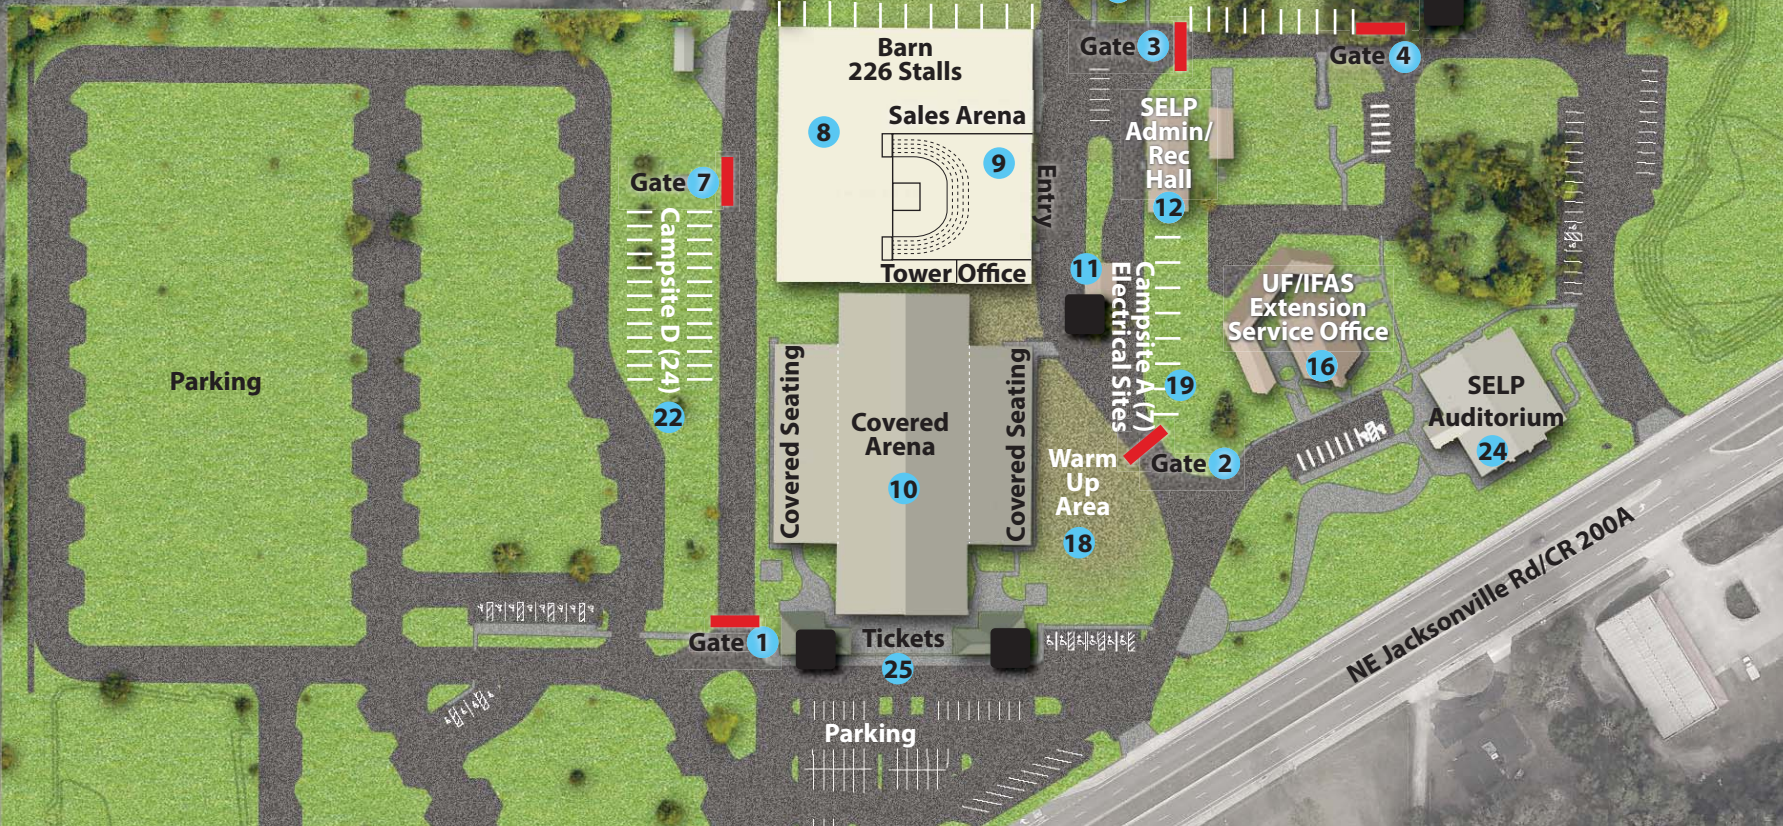 Barn
226 Stalls
Gate 3
Gate 4
Sales Arena
8
9
SELP
Admin/
Rec
Hall
12
Gate 7
Entry
Campsite D (24)
22
Tower Office
11
Campsite A (7)
Electrical Sites
19
UF/IFAS
Extension
Service Office
16
Parking
Covered Seating
Covered
Arena
10
Covered Seating
SELP
Auditorium
24
Warm
Up
Area
18
Gate 2
NE Jacksonville Rd/CR 200A
Gate 1
Tickets
25
Parking